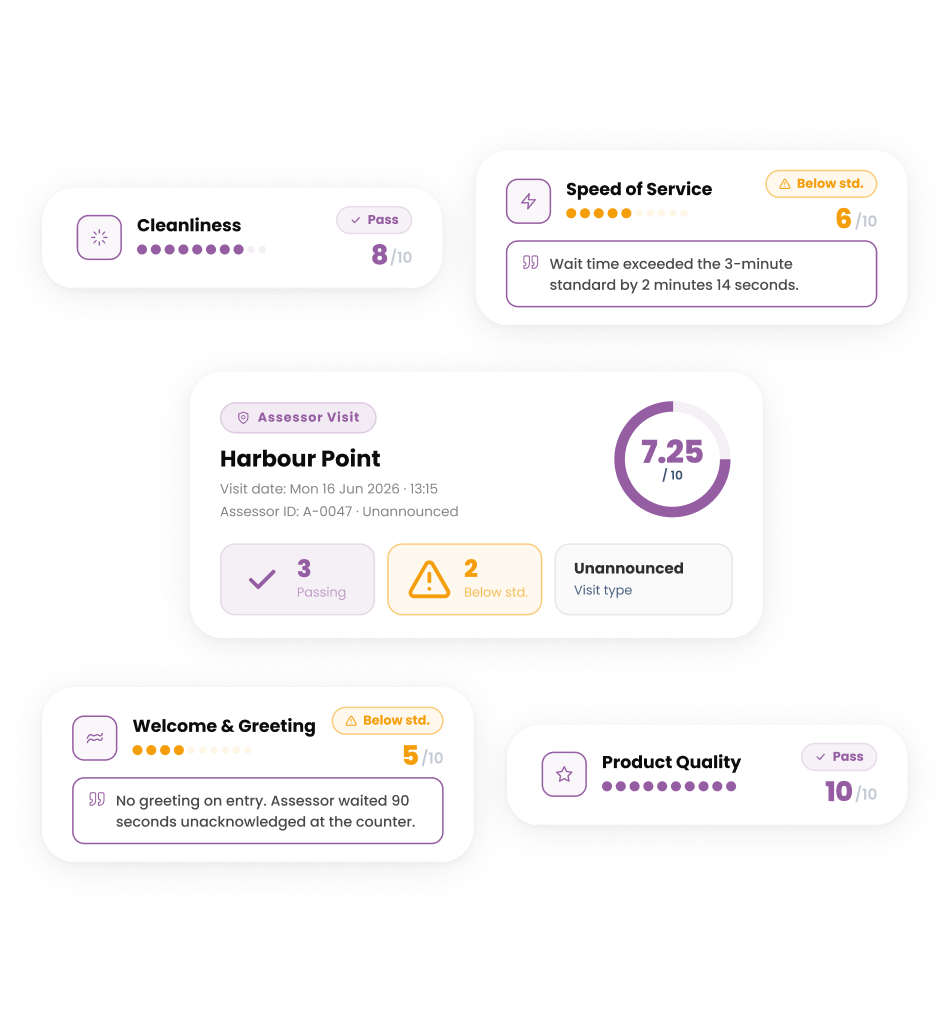 Cleanliness
Pass
8/10
Speed of Service
Below std.
6/10
Wait time exceeded the 3-minute
standard by 2 minutes 14 seconds.
Assessor Visit
Harbour Point
Visit date: Mon 16 Jun 2026 · 13:15
Assessor ID: A-0047 · Unannounced
7.25
/ 10
3
Passing
2
Below std.
Unannounced
Visit type
Welcome & Greeting
Below std.
5/10
No greeting on entry. Assessor waited 90
seconds unacknowledged at the counter.
Product Quality
Pass
10/10